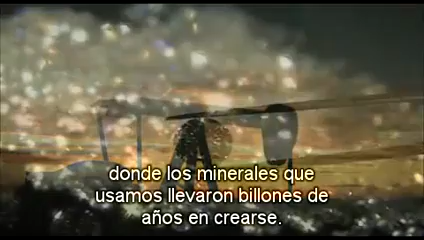 donde los minerales que
usamos llevaron billones de
años en crearse.